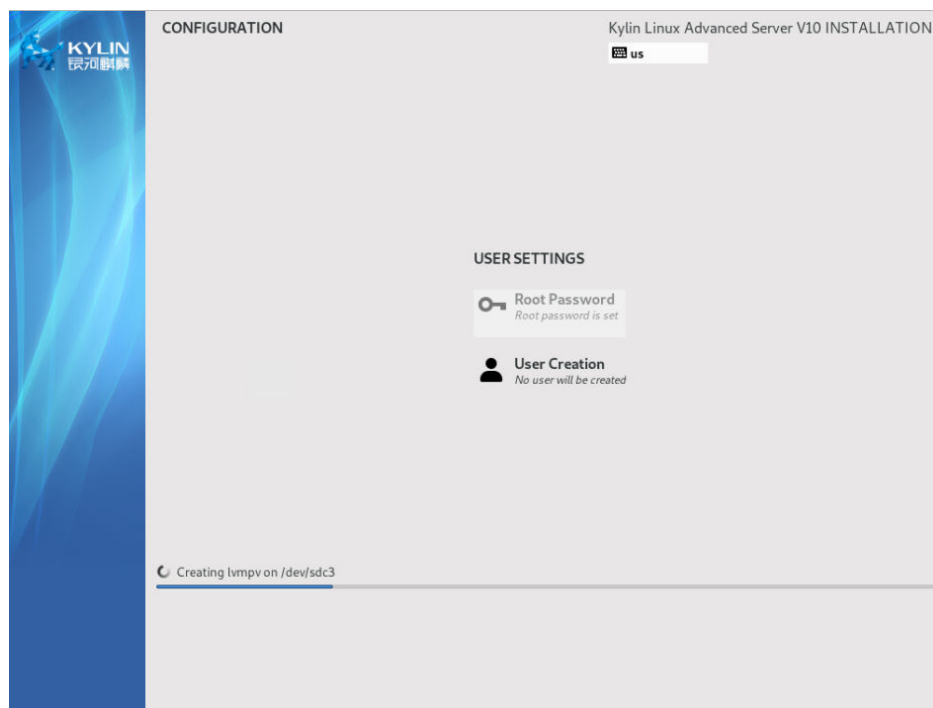 KYLIN
银河麒麟
CONFIGURATION
Kylin Linux Advanced Server V10 INSTALLATION
us
USER SETTINGS
Root Password
Root password is set
User Creation
No user will be created
Creating lvmpv on /dev/sdc3